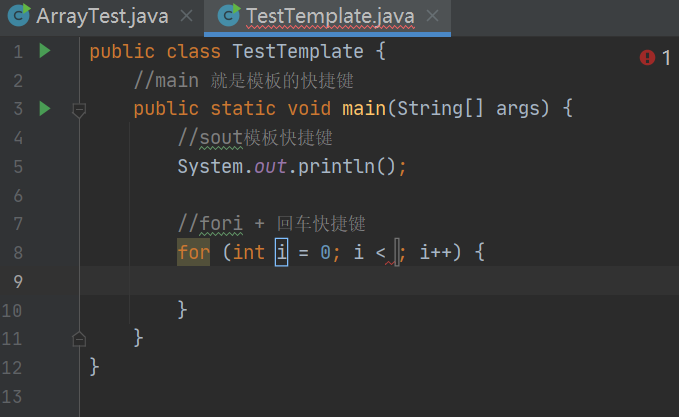 ArrayTest.java × TestTemplate.java ×
1 public class TestTemplate { 1
2 //main 就是模板的快捷键
3 public static void main(String[] args) {
4 //sout模板快捷键
5 System.out.println();
6
7 //fori + 回车快捷键
8 for (int i = 0; i < ; i++) {
9
10 }
11 }
12 }
13